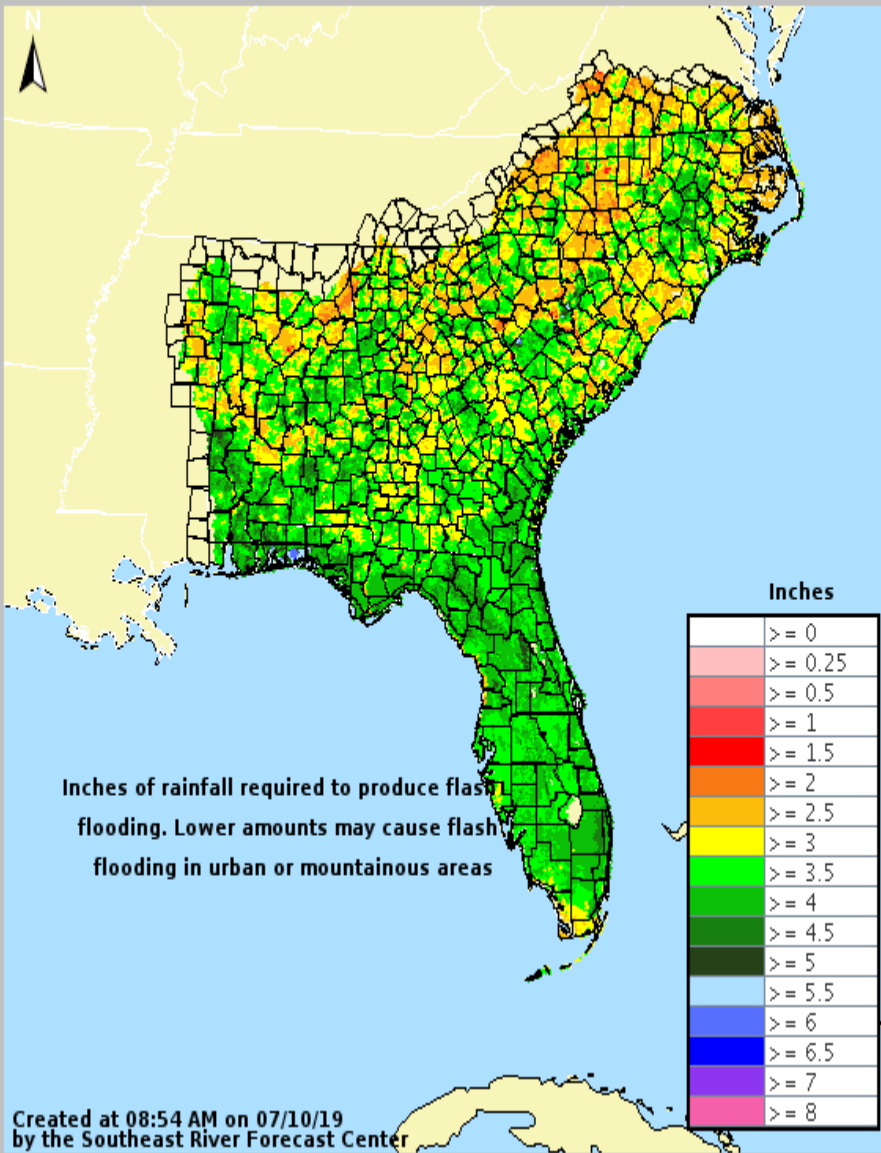 N
Inches
>= 0
>= 0.25
>= 0.5
>= 1
>= 1.5
>= 2
>= 2.5
>= 3
>= 3.5
>= 4
>= 4.5
>= 5
>= 5.5
>= 6
>= 6.5
>= 7
>= 8
Inches of rainfall required to produce flash
flooding. Lower amounts may cause flash
flooding in urban or mountainous areas
Created at 08:54 AM on 07/10/19
by the Southeast River Forecast Center